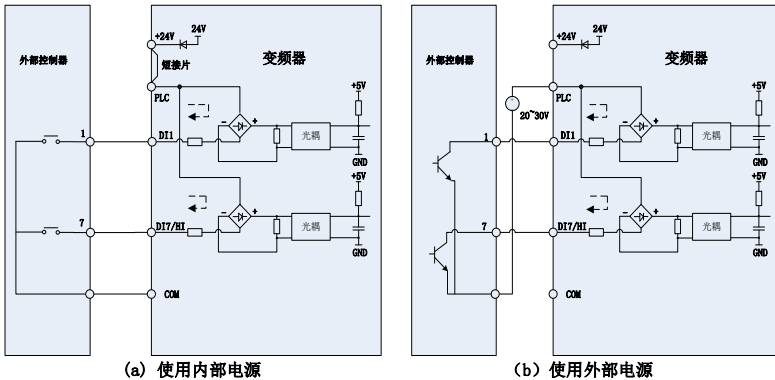 外部控制器
+24V
24V
短接片
变频器
PLC
+5V
1
DI1
-
+
光耦
GND
+5V
7
DI7/HI
-
+
光耦
GND
COM
(a) 使用内部电源
外部控制器
+24V
24V
变频器
PLC
20~30V
+5V
1
DI1
-
+
光耦
GND
+5V
7
DI7/HI
-
+
光耦
GND
COM
(b) 使用外部电源